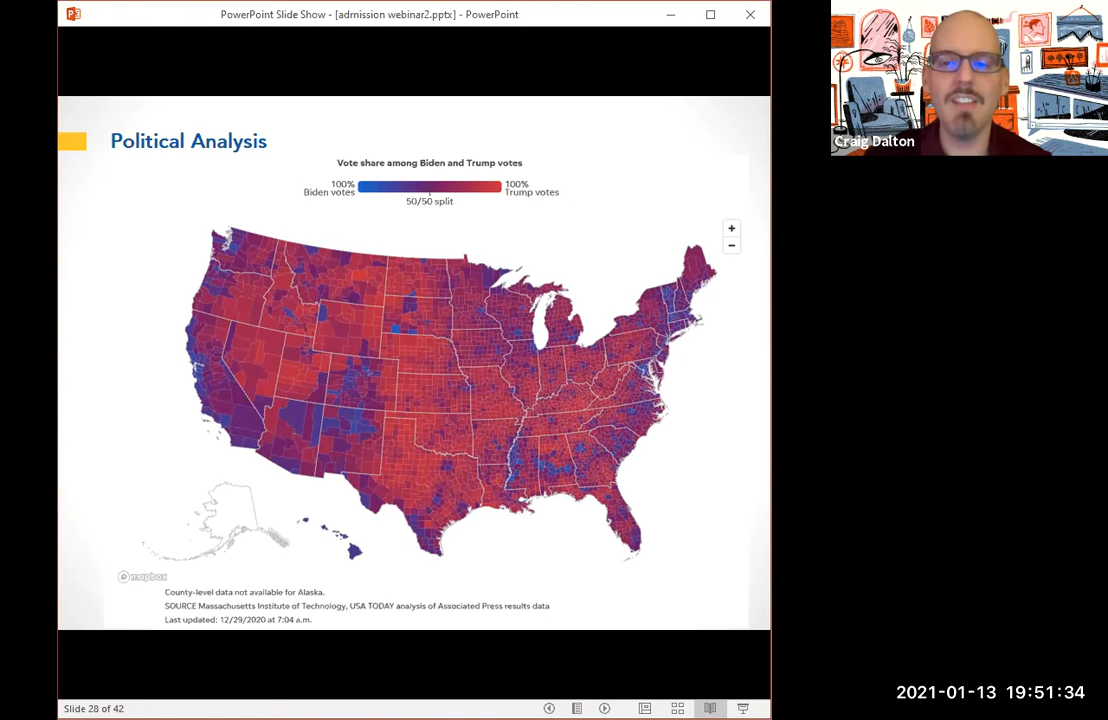 PowerPoint Slide Show - [admission webinar2.pptx] - PowerPoint
Political Analysis
Vote share among Biden and Trump votes
100%
Biden votes
100%
Trump votes
50/50 split
+
−
mapbox
County-level data not available for Alaska.
SOURCE Massachusetts Institute of Technology, USA TODAY analysis of Associated Press results data
Last updated: 12/29/2020 at 7:04 a.m.
Slide 28 of 42
Craig Dalton
2021-01-13 19:51:34